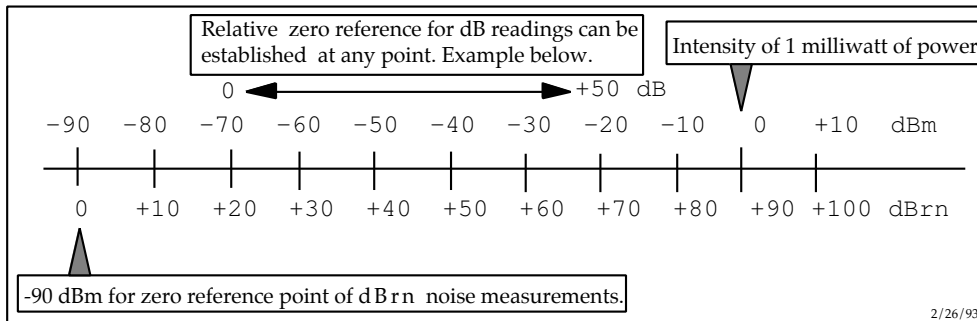 Relative zero reference for dB readings can be
established at any point. Example below.
Intensity of 1 milliwatt of power
0 +50 dB
-90 -80 -70 -60 -50 -40 -30 -20 -10 0 +10 dBm
0 +10 +20 +30 +40 +50 +60 +70 +80 +90 +100 dBrn
-90 dBm for zero reference point of dBrn noise measurements.
2/26/93